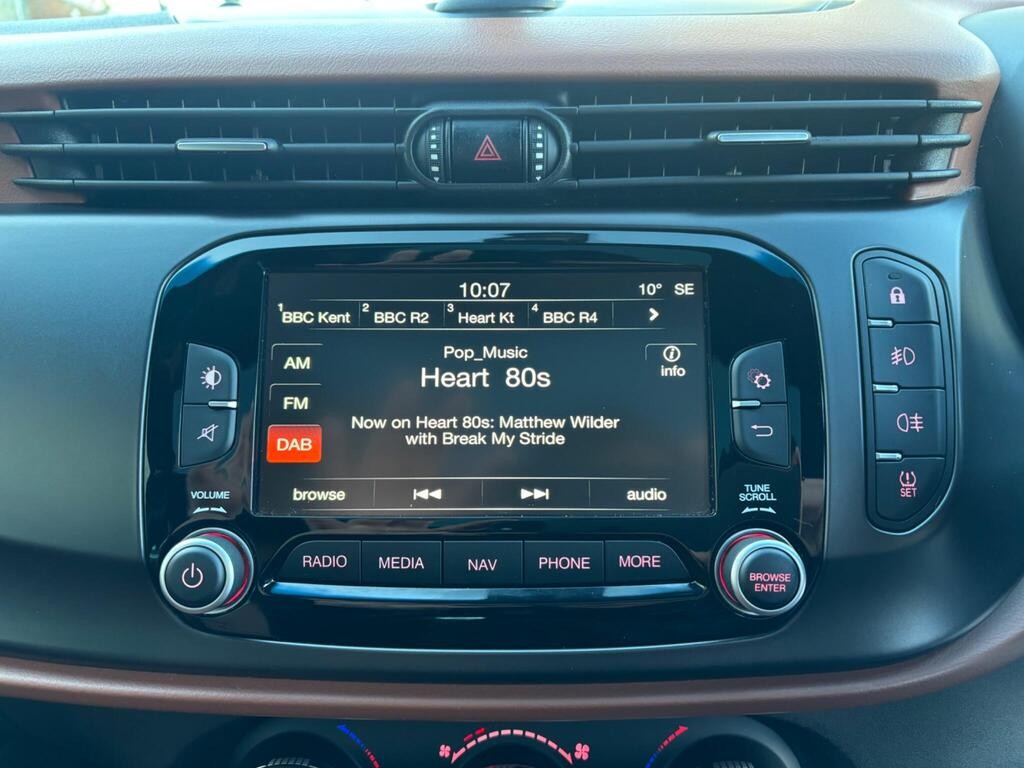 10:07 10° SE
1 BBC Kent 2 BBC R2 3 Heart Kt 4 BBC R4
Pop_Music
AM
info
Heart 80s
FM
Now on Heart 80s: Matthew Wilder
with Break My Stride
DAB
browse audio
VOLUME
TUNE
SCROLL
SET
RADIO MEDIA NAV PHONE MORE
BROWSE
ENTER